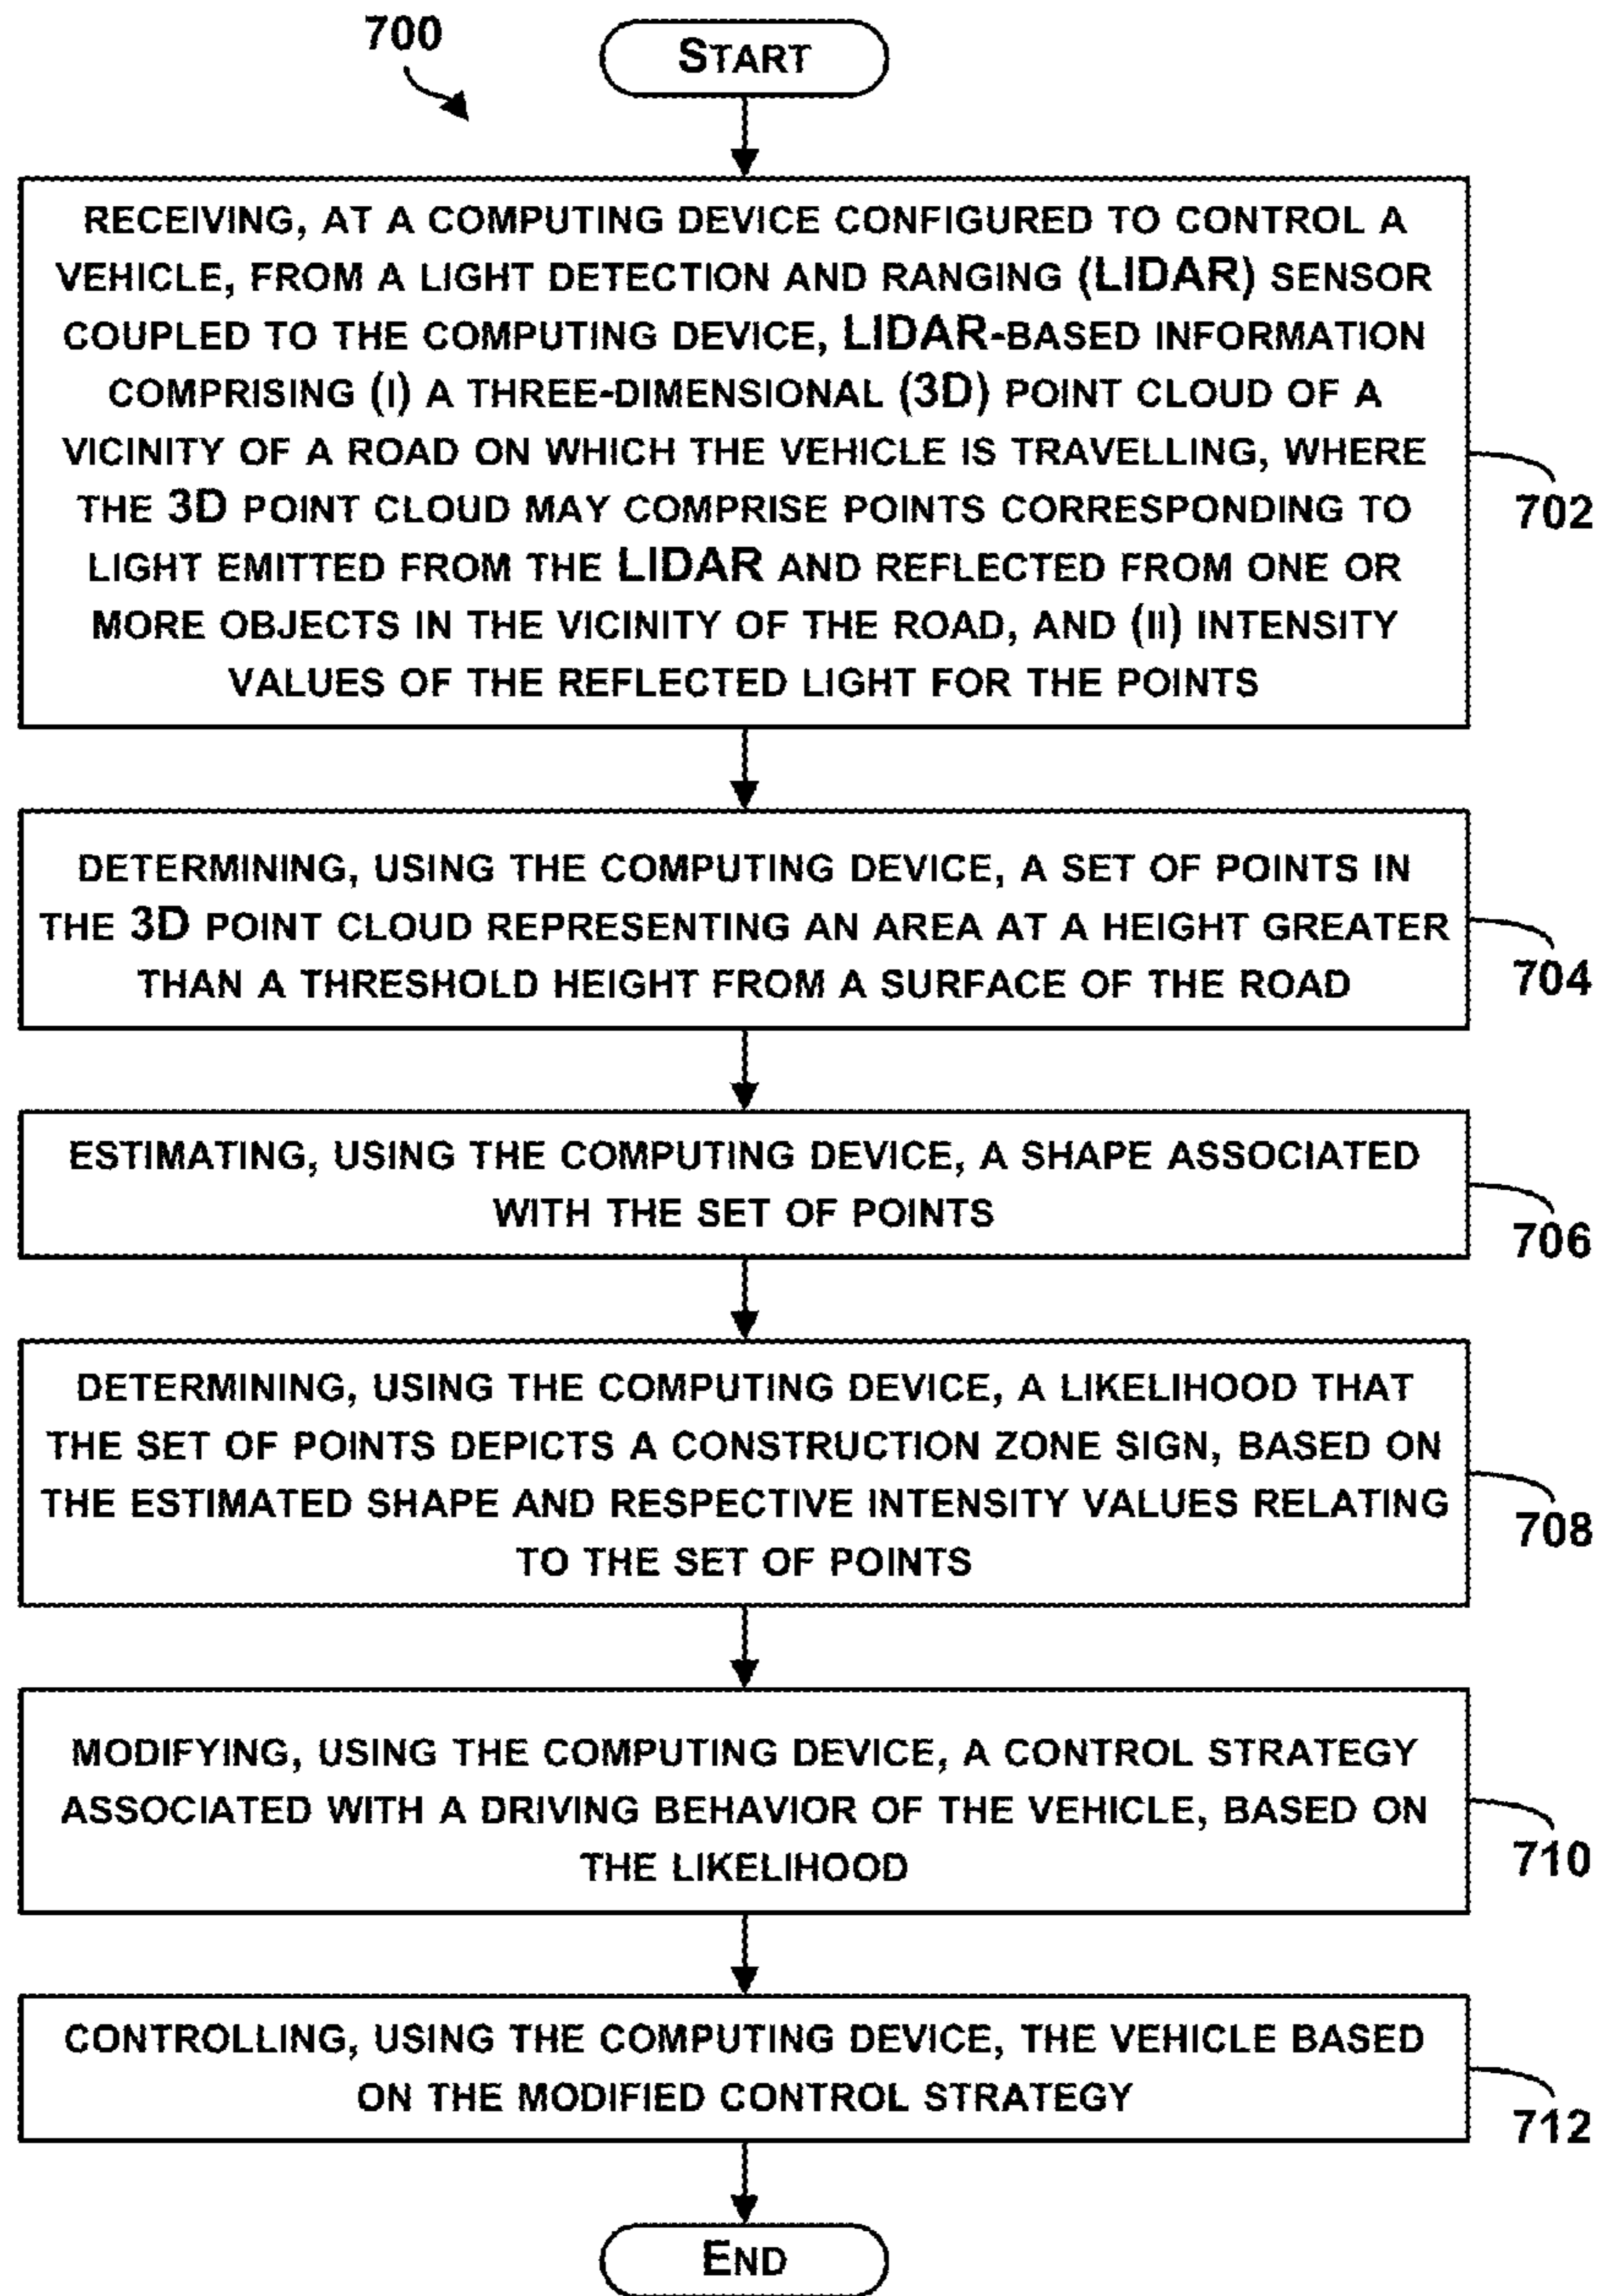 700
START
RECEIVING, AT A COMPUTING DEVICE CONFIGURED TO CONTROL A
VEHICLE, FROM A LIGHT DETECTION AND RANGING (LIDAR) SENSOR
COUPLED TO THE COMPUTING DEVICE, LIDAR-BASED INFORMATION
COMPRISING (I) A THREE-DIMENSIONAL (3D) POINT CLOUD OF A
VICINITY OF A ROAD ON WHICH THE VEHICLE IS TRAVELLING, WHERE
THE 3D POINT CLOUD MAY COMPRISE POINTS CORRESPONDING TO
LIGHT EMITTED FROM THE LIDAR AND REFLECTED FROM ONE OR
MORE OBJECTS IN THE VICINITY OF THE ROAD, AND (II) INTENSITY
VALUES OF THE REFLECTED LIGHT FOR THE POINTS
702
DETERMINING, USING THE COMPUTING DEVICE, A SET OF POINTS IN
THE 3D POINT CLOUD REPRESENTING AN AREA AT A HEIGHT GREATER
THAN A THRESHOLD HEIGHT FROM A SURFACE OF THE ROAD
704
ESTIMATING, USING THE COMPUTING DEVICE, A SHAPE ASSOCIATED
WITH THE SET OF POINTS
706
DETERMINING, USING THE COMPUTING DEVICE, A LIKELIHOOD THAT
THE SET OF POINTS DEPICTS A CONSTRUCTION ZONE SIGN, BASED ON
THE ESTIMATED SHAPE AND RESPECTIVE INTENSITY VALUES RELATING
TO THE SET OF POINTS
708
MODIFYING, USING THE COMPUTING DEVICE, A CONTROL STRATEGY
ASSOCIATED WITH A DRIVING BEHAVIOR OF THE VEHICLE, BASED ON
THE LIKELIHOOD
710
CONTROLLING, USING THE COMPUTING DEVICE, THE VEHICLE BASED
ON THE MODIFIED CONTROL STRATEGY
712
END